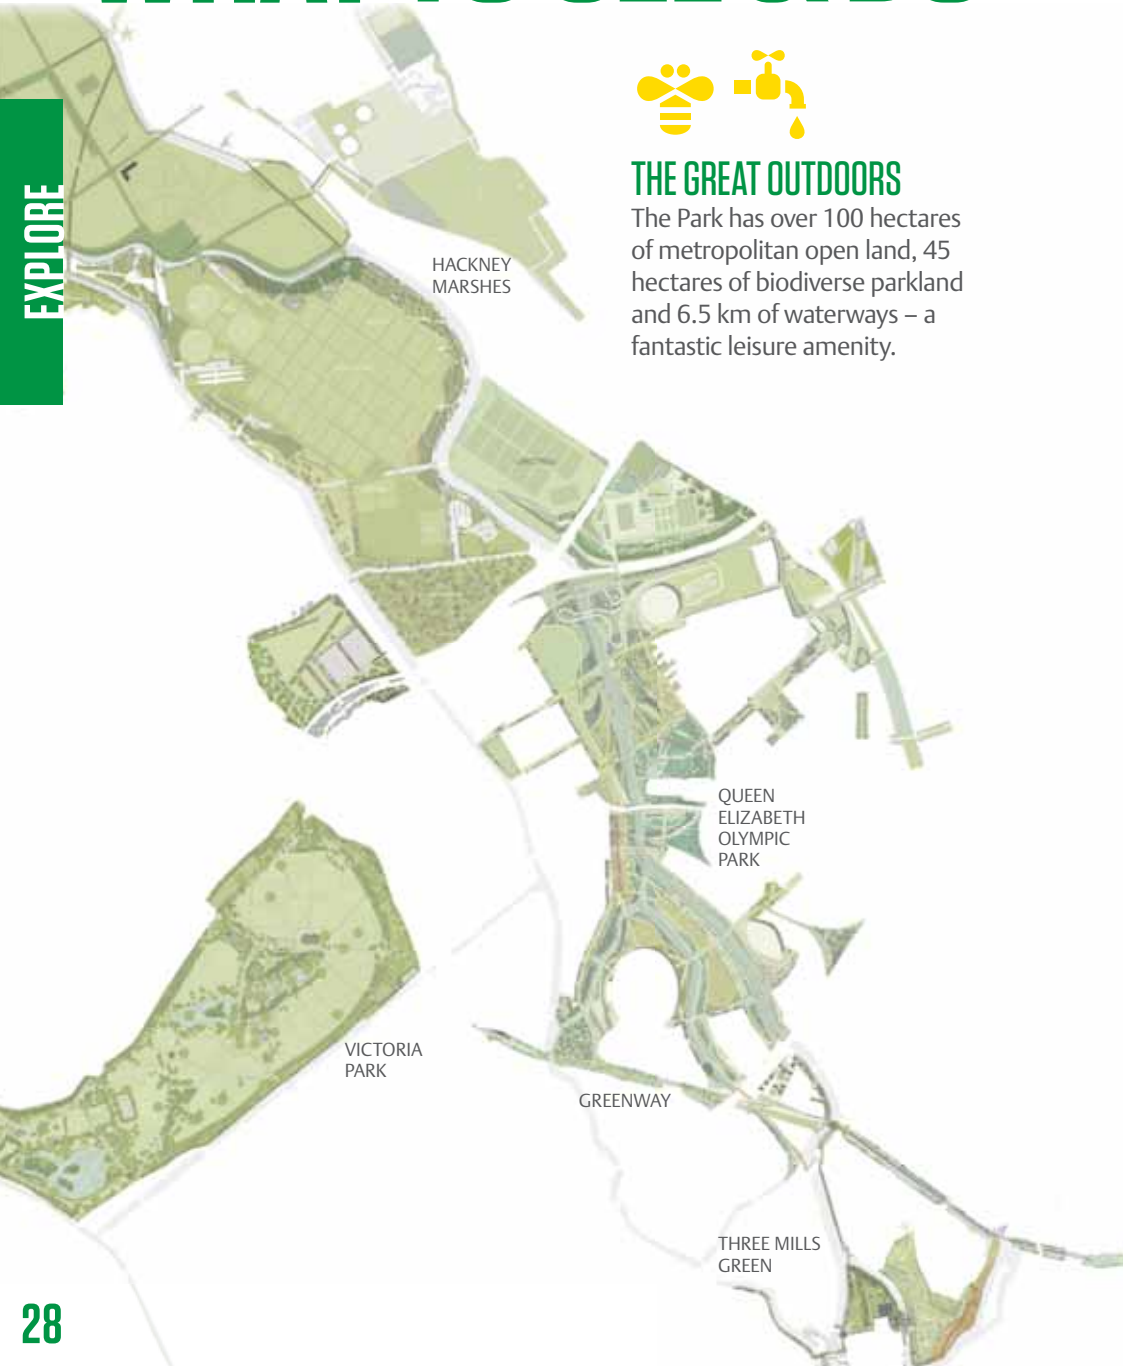 EXPLORE
THE GREAT OUTDOORS
The Park has over 100 hectares
of metropolitan open land, 45
hectares of biodiverse parkland
and 6.5 km of waterways – a
fantastic leisure amenity.
HACKNEY
MARSHES
QUEEN
ELIZABETH
OLYMPIC
PARK
VICTORIA
PARK
GREENWAY
THREE MILLS
GREEN
28